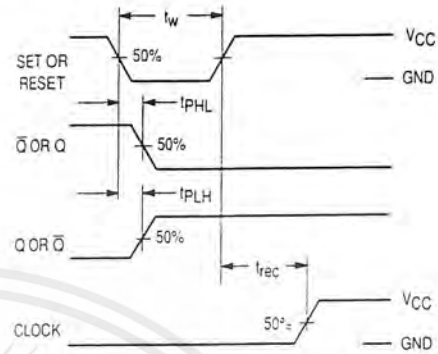 tw
VCC
SET OR
RESET
50%
GND
tPHL
Q̅ OR Q
50%
tPLH
Q OR Q̅
50%
trec
VCC
CLOCK
50%
GND